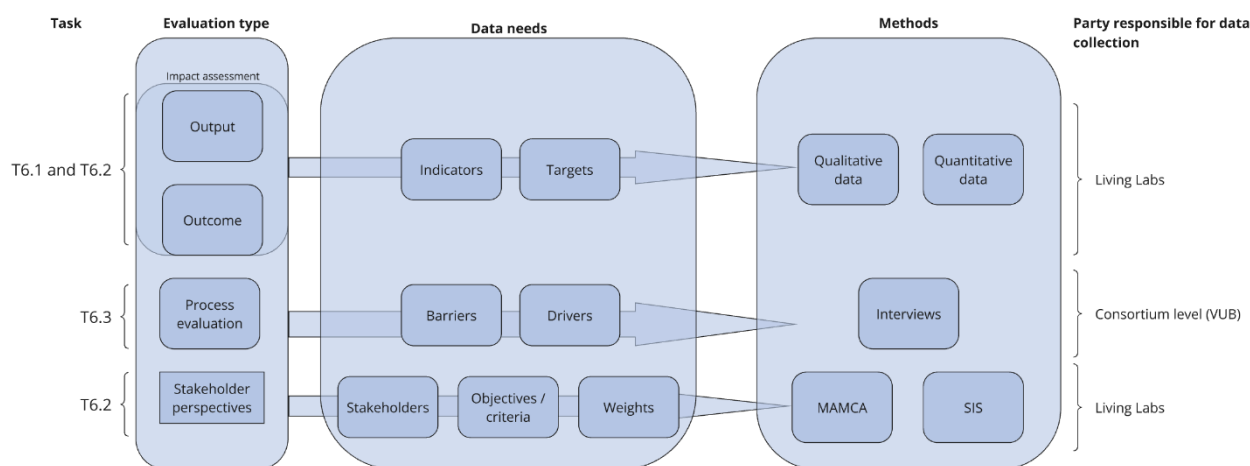 Task
Evaluation type
Data needs
Methods
Party responsible for data
collection
Impact assessment
T6.1 and T6.2
Output
Outcome
Indicators
Targets
Qualitative
data
Quantitative
data
Living Labs
T6.3
Process
evaluation
Barriers
Drivers
Interviews
Consortium level (VUB)
T6.2
Stakeholder
perspectives
Stakeholders
Objectives /
criteria
Weights
MAMCA
SIS
Living Labs